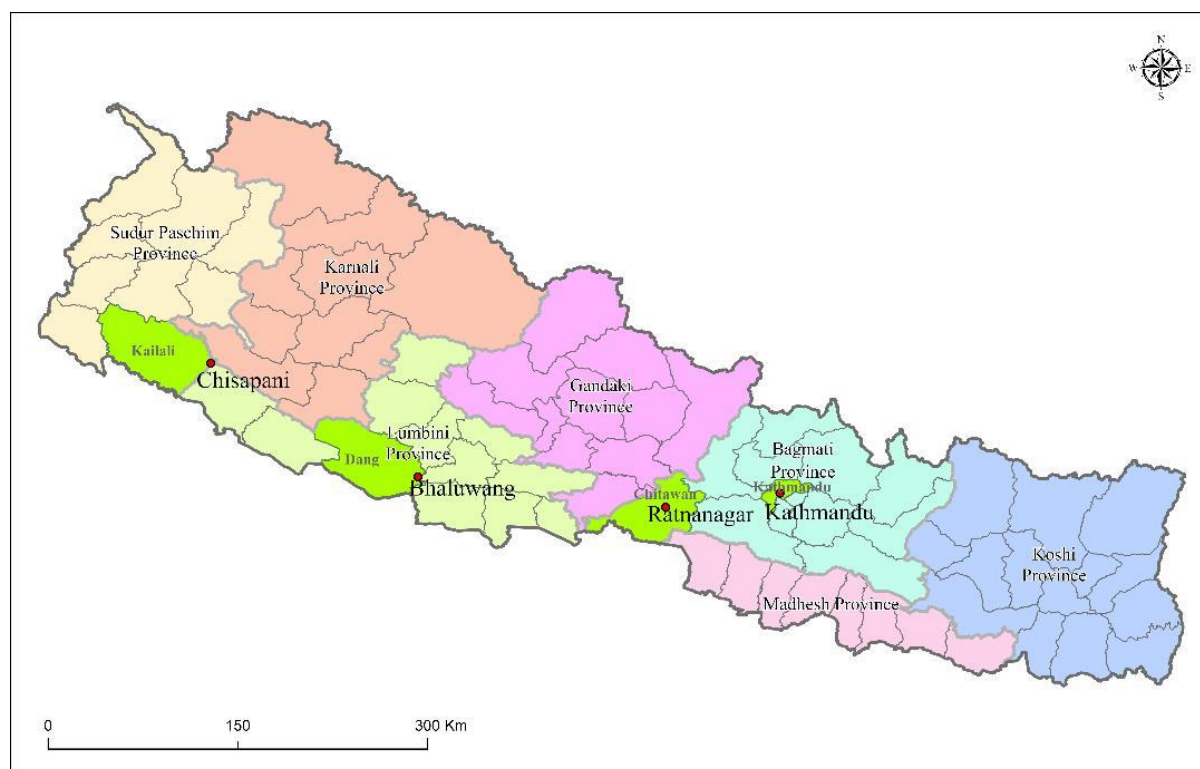 N
W E
S
Sudur Paschim
Province
Karnali
Province
Kailali
Chisapani
Gandaki
Province
Lumbini
Province
Dang
Bhaluwang
Bagmati
Province
Kathmandu
Chitawan
Ratnanagar
Kathmandu
Koshi
Province
Madhesh Province
0 150 300 Km